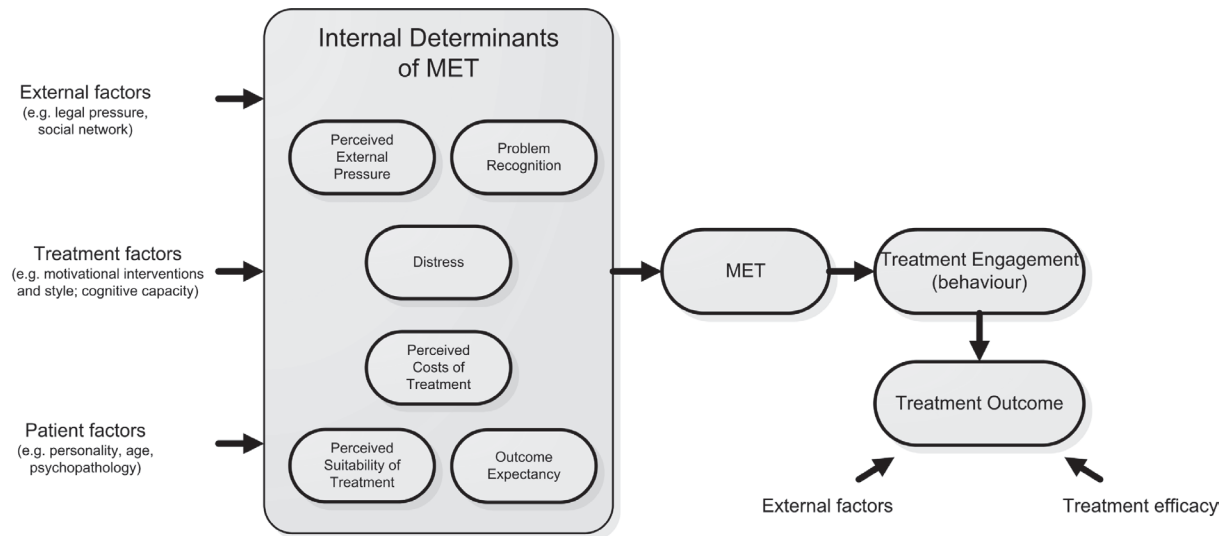 Internal Determinants
of MET
External factors
(e.g. legal pressure,
social network)
Perceived
External
Pressure
Problem
Recognition
Treatment factors
(e.g. motivational interventions
and style; cognitive capacity)
Distress
MET
Treatment Engagement
(behaviour)
Perceived
Costs of
Treatment
Treatment Outcome
Patient factors
(e.g. personality, age,
psychopathology)
Perceived
Suitability of
Treatment
Outcome
Expectancy
External factors
Treatment efficacy